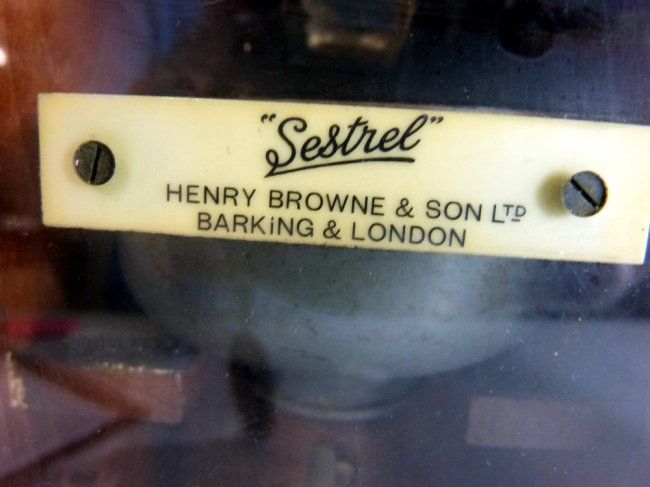 "Sestrel"
HENRY BROWNE & SON LTD
BARKiNG & LONDON